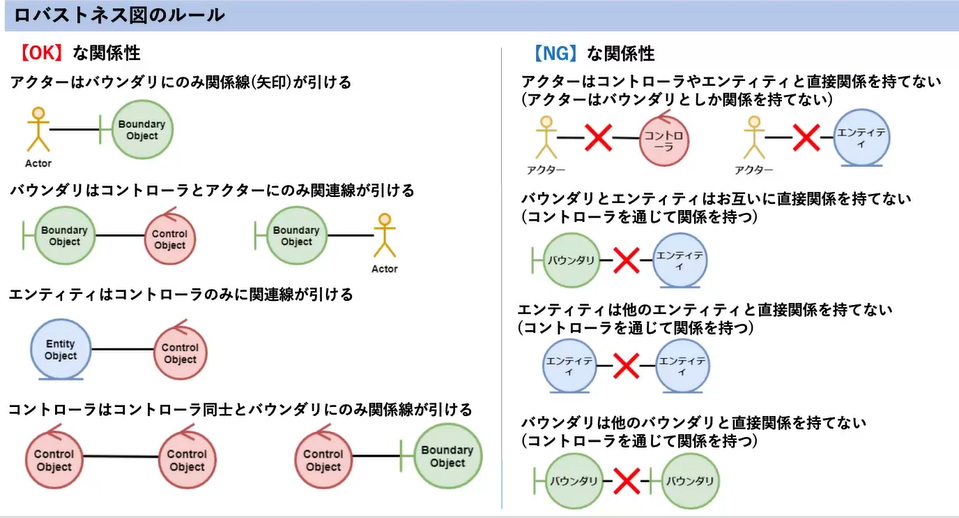 ロバストネス図のルール
【OK】な関係性
アクターはバウンダリにのみ関係線(矢印)が引ける
Boundary
Object
Actor
バウンダリはコントローラとアクターにのみ関連線が引ける
Boundary
Object
Control
Object
Boundary
Object
Actor
エンティティはコントローラのみに関連線が引ける
Entity
Object
Control
Object
コントローラはコントローラ同士とバウンダリにのみ関係線が引ける
Control
Object
Control
Object
Control
Object
Boundary
Object
【NG】な関係性
アクターはコントローラやエンティティと直接関係を持てない
(アクターはバウンダリとしか関係を持てない)
アクター
コントロ
ーラ
アクター
エンティテ
ィ
バウンダリとエンティティはお互いに直接関係を持てない
(コントローラを通じて関係を持つ)
バウンダリ
エンティテ
ィ
エンティティは他のエンティティと直接関係を持てない
(コントローラを通じて関係を持つ)
エンティテ
ィ
エンティテ
ィ
バウンダリは他のバウンダリと直接関係を持てない
(コントローラを通じて関係を持つ)
バウンダリ
バウンダリ